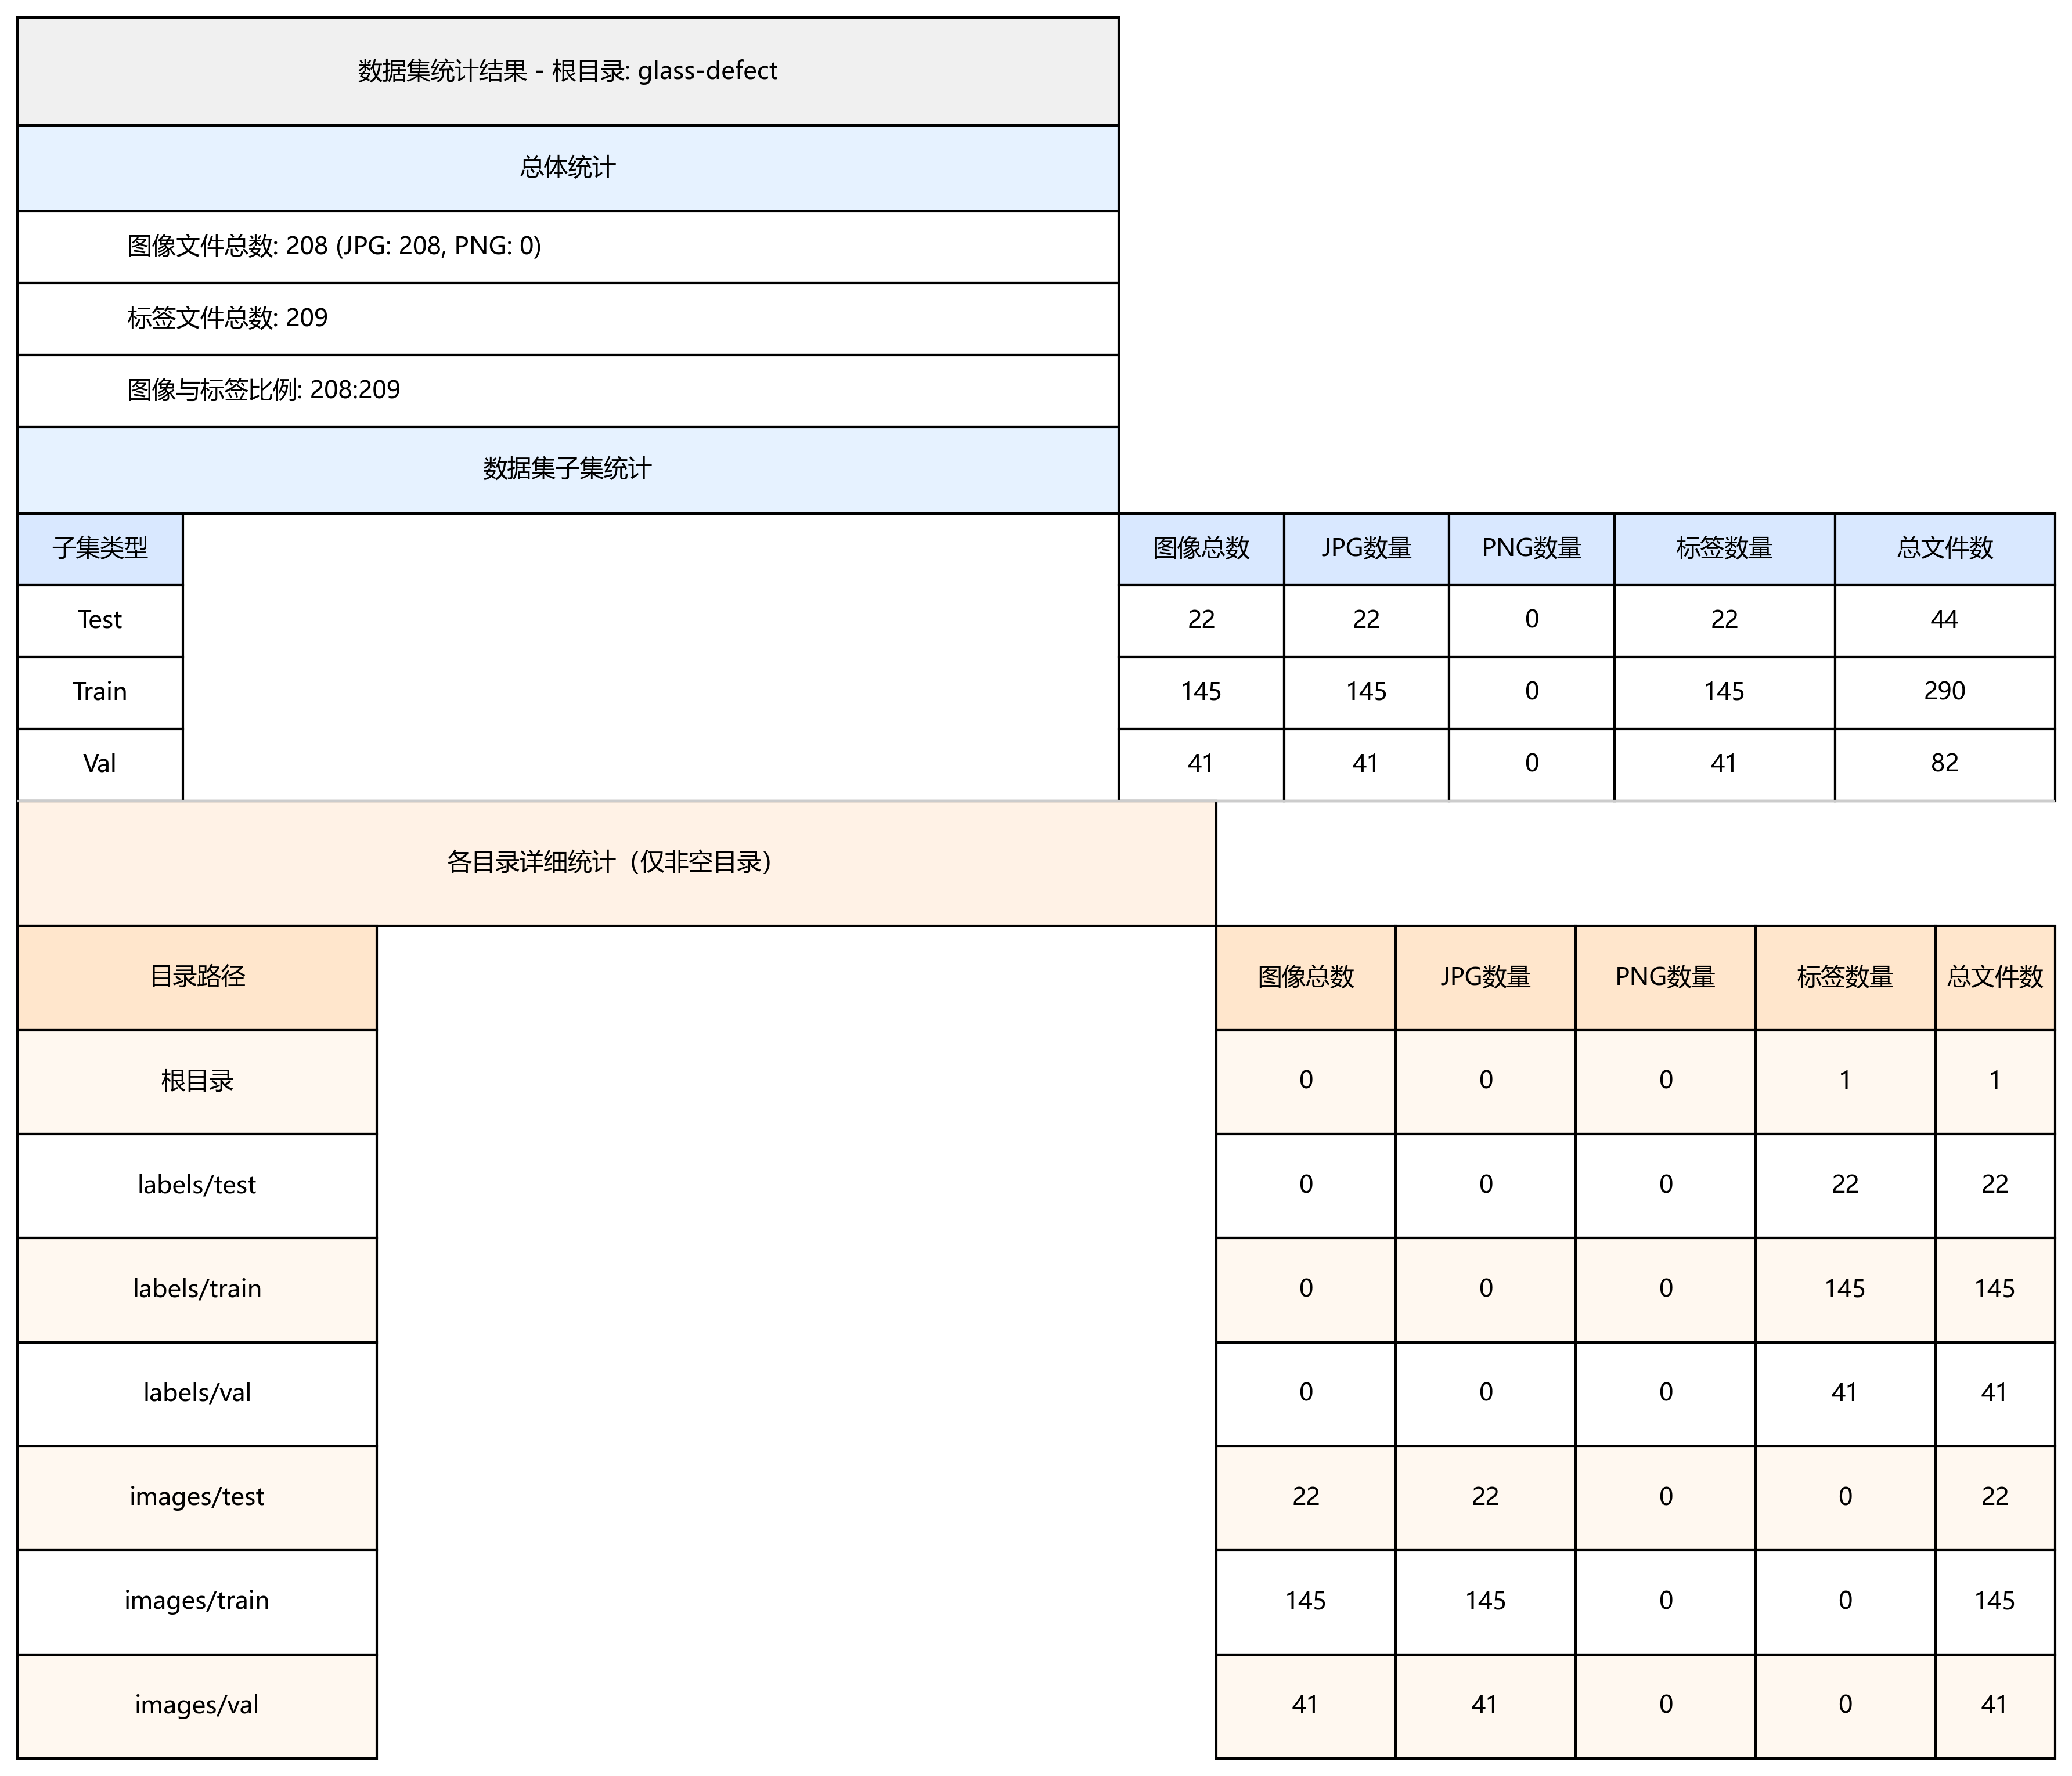 数据集统计结果 - 根目录: glass-defect
总体统计
图像文件总数: 208 (JPG: 208, PNG: 0)
标签文件总数: 209
图像与标签比例: 208:209
数据集子集统计
子集类型 图像总数 JPG数量 PNG数量 标签数量 总文件数
Test 22 22 0 22 44
Train 145 145 0 145 290
Val 41 41 0 41 82
各目录详细统计（仅非空目录）
目录路径 图像总数 JPG数量 PNG数量 标签数量 总文件数
根目录 0 0 0 1 1
labels/test 0 0 0 22 22
labels/train 0 0 0 145 145
labels/val 0 0 0 41 41
images/test 22 22 0 0 22
images/train 145 145 0 0 145
images/val 41 41 0 0 41